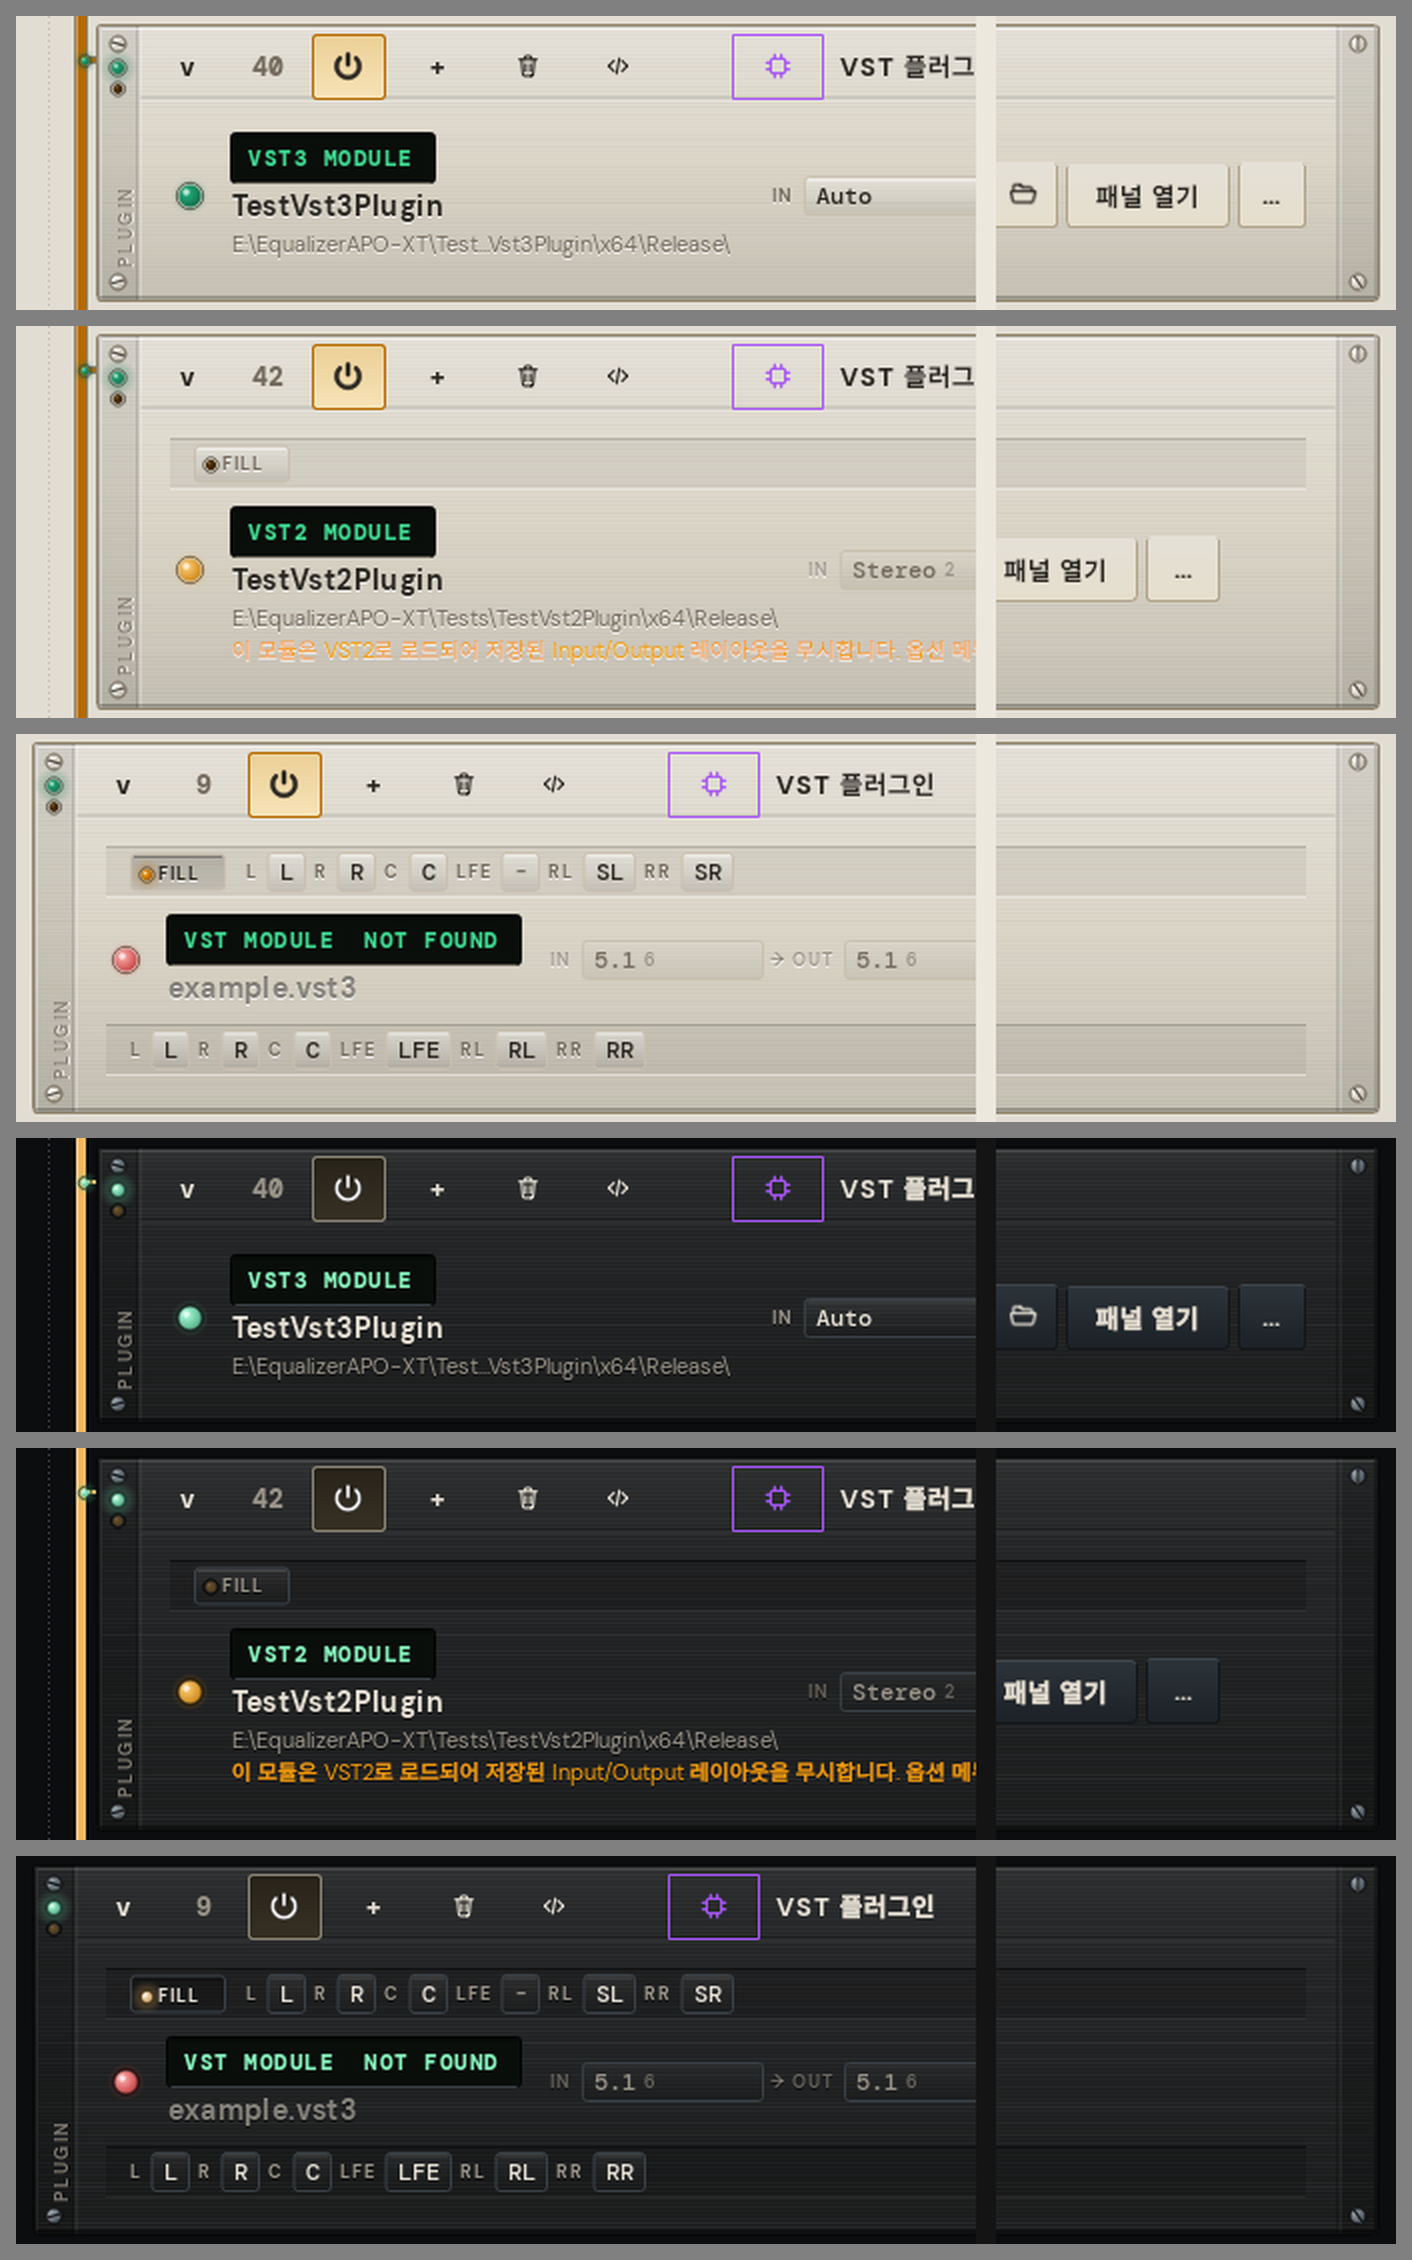 v 40 + </> VST 플러그
VST3 MODULE
TestVst3Plugin IN Auto 패널 열기 ...
E:\EqualizerAPO-XT\Test...Vst3Plugin\x64\Release\
PLUGIN
v 42 + </> VST 플러그
FILL
VST2 MODULE
TestVst2Plugin IN Stereo 2 패널 열기 ...
E:\EqualizerAPO-XT\Tests\TestVst2Plugin\x64\Release\
이 모듈은 VST2로 로드되어 저장된 Input/Output 레이아웃을 무시합니다. 옵션
PLUGIN
v 9 + </> VST 플러그인
FILL L L R R C C LFE - RL SL RR SR
VST MODULE NOT FOUND IN 5.1 6 → OUT 5.1 6
example.vst3
L L R R C C LFE LFE RL RL RR RR
PLUGIN
v 40 + </> VST 플러그
VST3 MODULE
TestVst3Plugin IN Auto 패널 열기 ...
E:\EqualizerAPO-XT\Test...Vst3Plugin\x64\Release\
PLUGIN
v 42 + </> VST 플러그
FILL
VST2 MODULE
TestVst2Plugin IN Stereo 2 패널 열기 ...
E:\EqualizerAPO-XT\Tests\TestVst2Plugin\x64\Release\
이 모듈은 VST2로 로드되어 저장된 Input/Output 레이아웃을 무시합니다. 옵션
PLUGIN
v 9 + </> VST 플러그인
FILL L L R R C C LFE - RL SL RR SR
VST MODULE NOT FOUND IN 5.1 6 → OUT 5.1 6
example.vst3
L L R R C C LFE LFE RL RL RR RR
PLUGIN